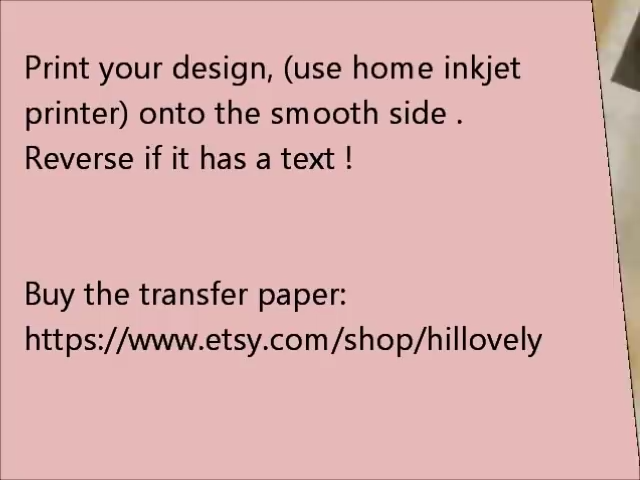 Print your design, (use home inkjet
printer) onto the smooth side .
Reverse if it has a text !
Buy the transfer paper:
https://www.etsy.com/shop/hillovely